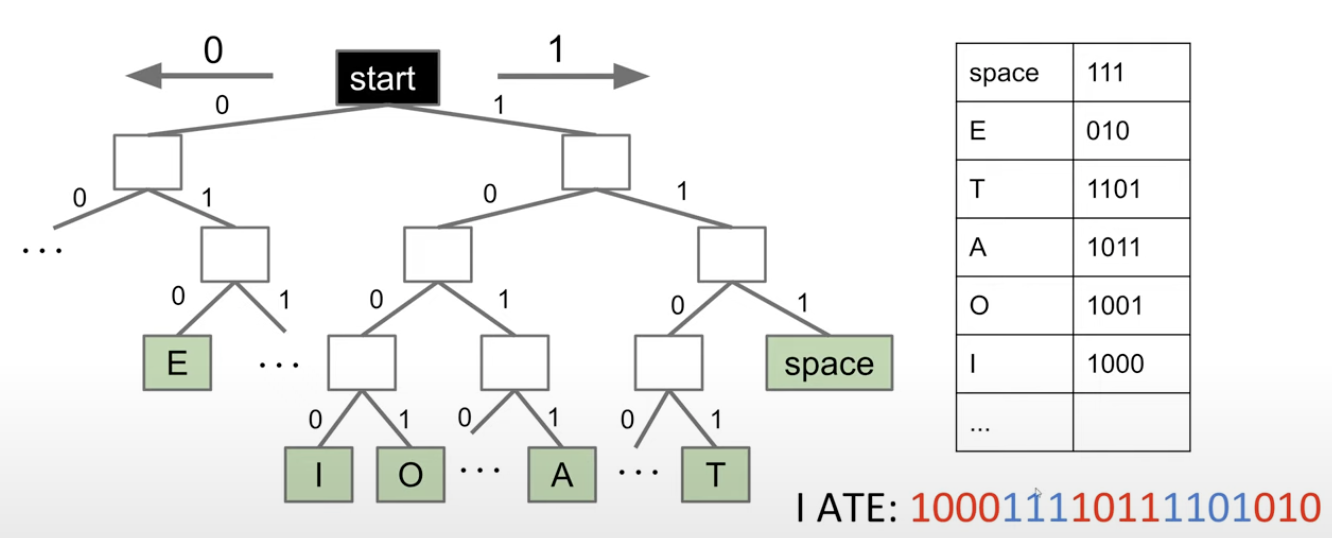 0 start 1
0 1
0 1 0 1
...
0 1 0 1 0 1
E ... space
0 1 0 1 0 1
I O ... A ... T
space 111
E 010
T 1101
A 1011
O 1001
I 1000
...
I ATE: 100011110111101010